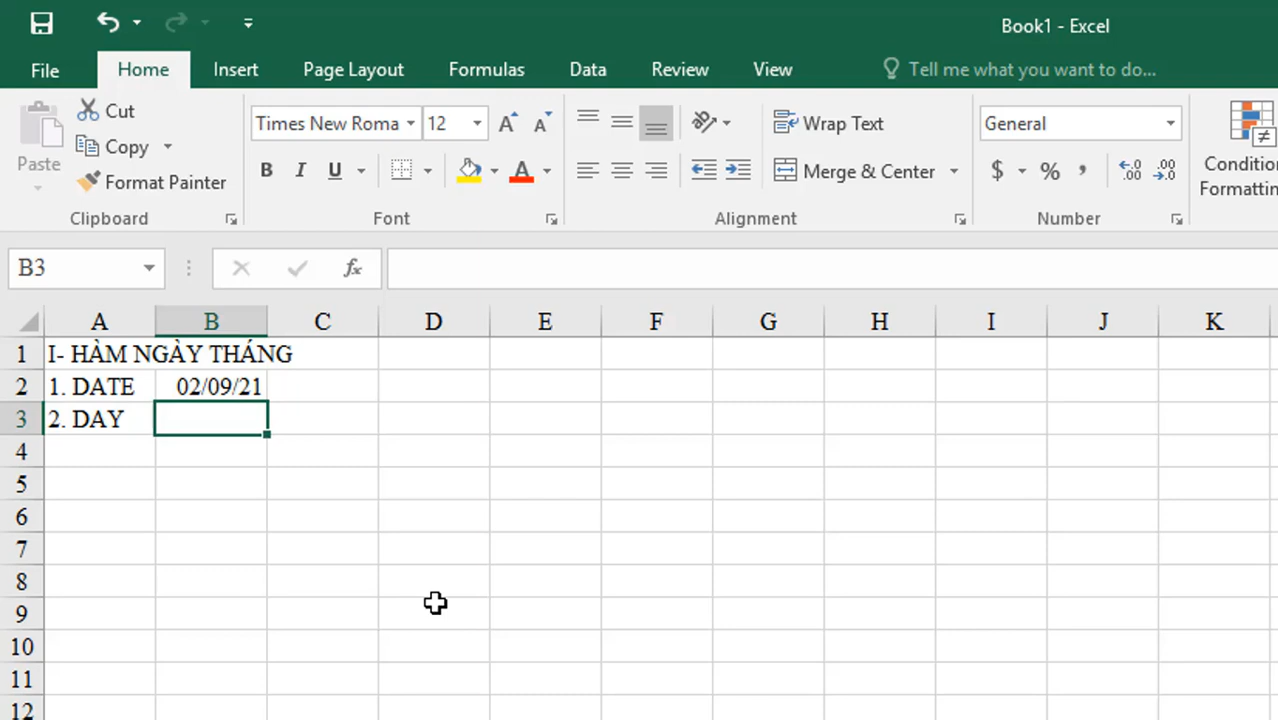 Book1 - Excel
File Home Insert Page Layout Formulas Data Review View Tell me what you want to do...
Cut
Copy
Format Painter
Paste
Clipboard
Times New Roma 12
B I U
Font
Wrap Text
Merge & Center
Alignment
General
$ % ,
Number
Condition
Formatting
B3 fx
A B C D E F G H I J K
1 I- HÀM NGÀY THÁNG
2 1. DATE 02/09/21
3 2. DAY
4
5
6
7
8
9
10
11
12